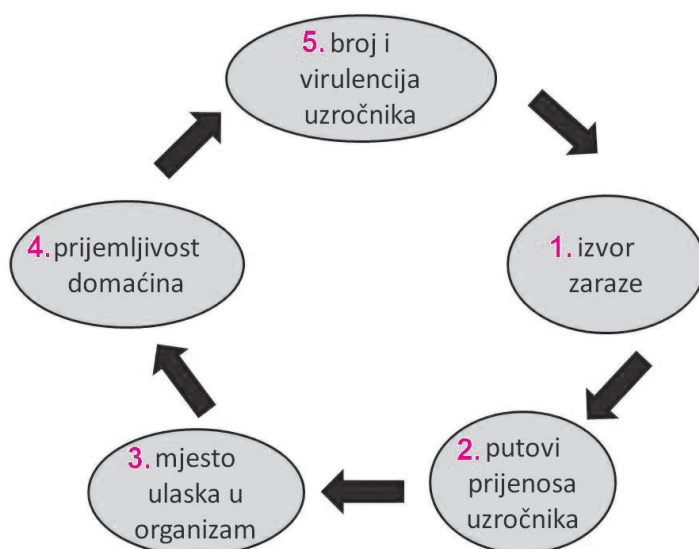 5. broj i
virulencija
uzročnika
1. izvor
zaraze
2. putovi
prijenosa
uzročnika
3. mjesto
ulaska u
organizam
4. prijemljivost
domaćina